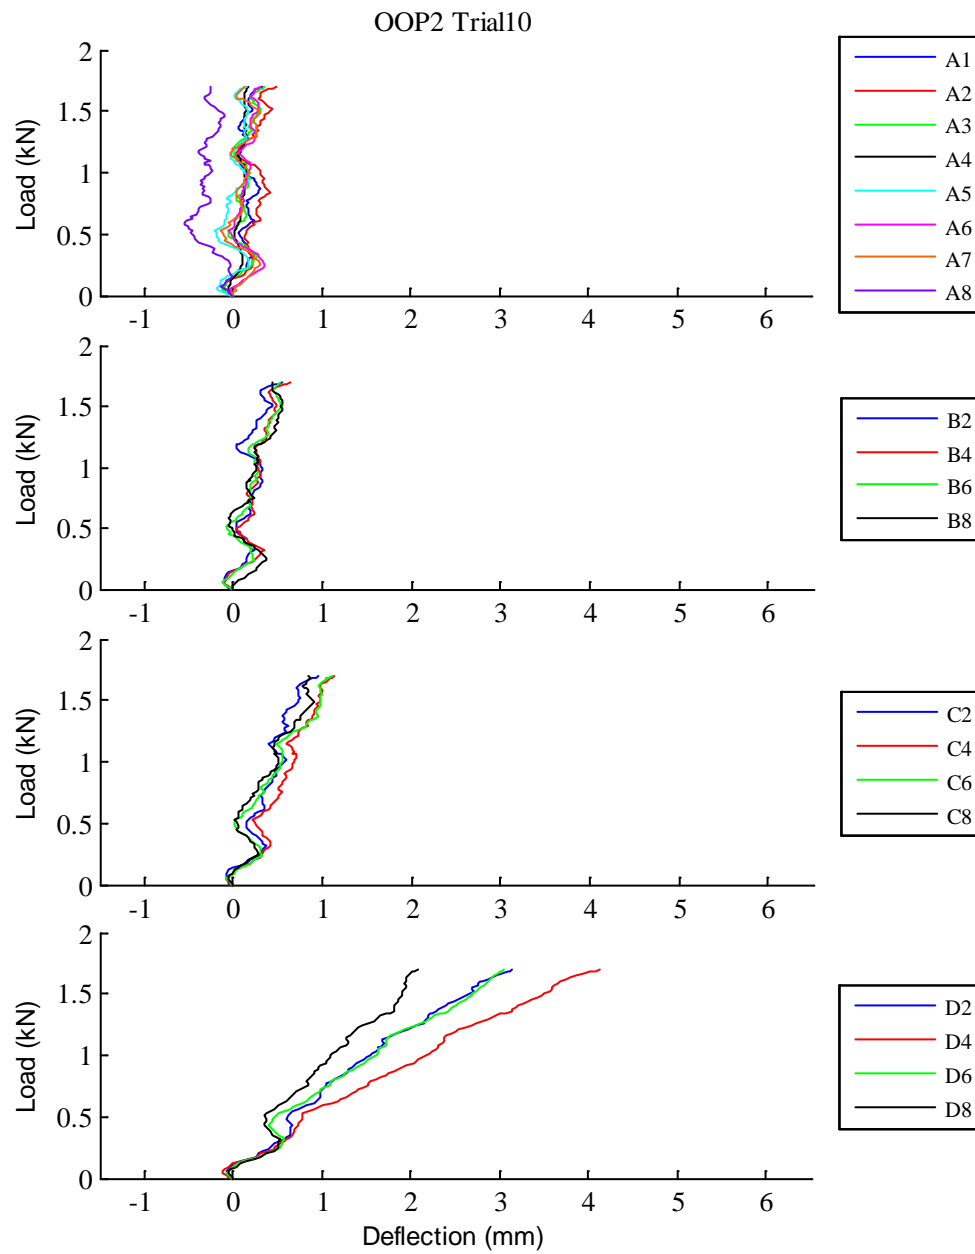 OOP2 Trial10
2
1.5
1
0.5
0
Load (kN)
-1 0 1 2 3 4 5 6
A1
A2
A3
A4
A5
A6
A7
A8
2
1.5
1
0.5
0
Load (kN)
-1 0 1 2 3 4 5 6
B2
B4
B6
B8
2
1.5
1
0.5
0
Load (kN)
-1 0 1 2 3 4 5 6
C2
C4
C6
C8
2
1.5
1
0.5
0
Load (kN)
-1 0 1 2 3 4 5 6
Deflection (mm)
D2
D4
D6
D8